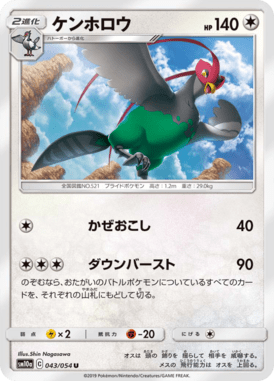 2進化 ケンホロウ HP 140
ハトーボーから進化
全国図鑑NO.521 プライドポケモン 高さ：1.2m 重さ：29.0kg
かぜおこし 40
ダウンバースト 90
のぞむなら、おたがいのバトルポケモンについているすべてのカー
ドを、それぞれの山札にもどして切る。
弱点 ×2 抵抗力 -20 にげる
Illus.Shin Nagasawa
SM10a C 043/054 U
©2019 Pokémon/Nintendo/Creatures/GAME FREAK.